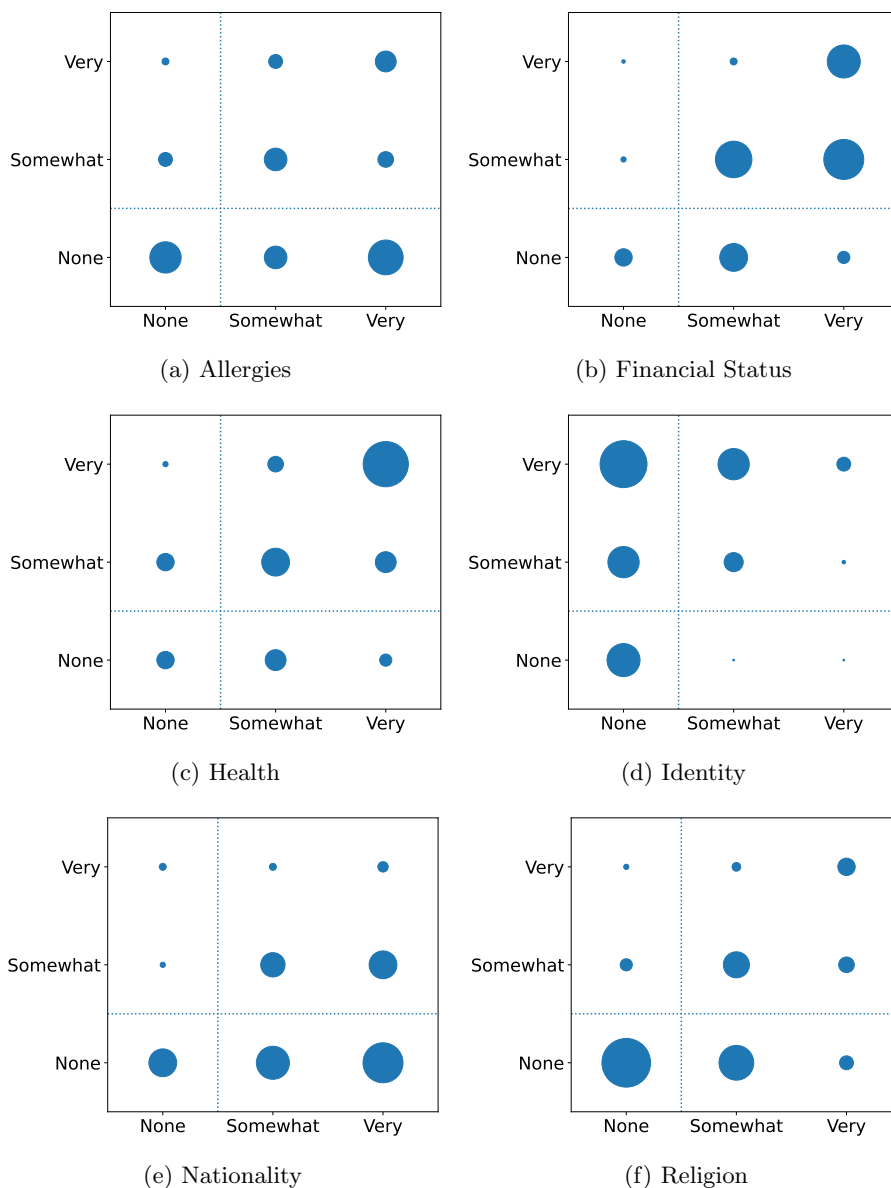 Very
Very
Somewhat
Somewhat
None
None
None Somewhat Very
None Somewhat Very
(a) Allergies
(b) Financial Status
Very
Very
Somewhat
Somewhat
None
None
None Somewhat Very
None Somewhat Very
(c) Health
(d) Identity
Very
Very
Somewhat
Somewhat
None
None
None Somewhat Very
None Somewhat Very
(e) Nationality
(f) Religion